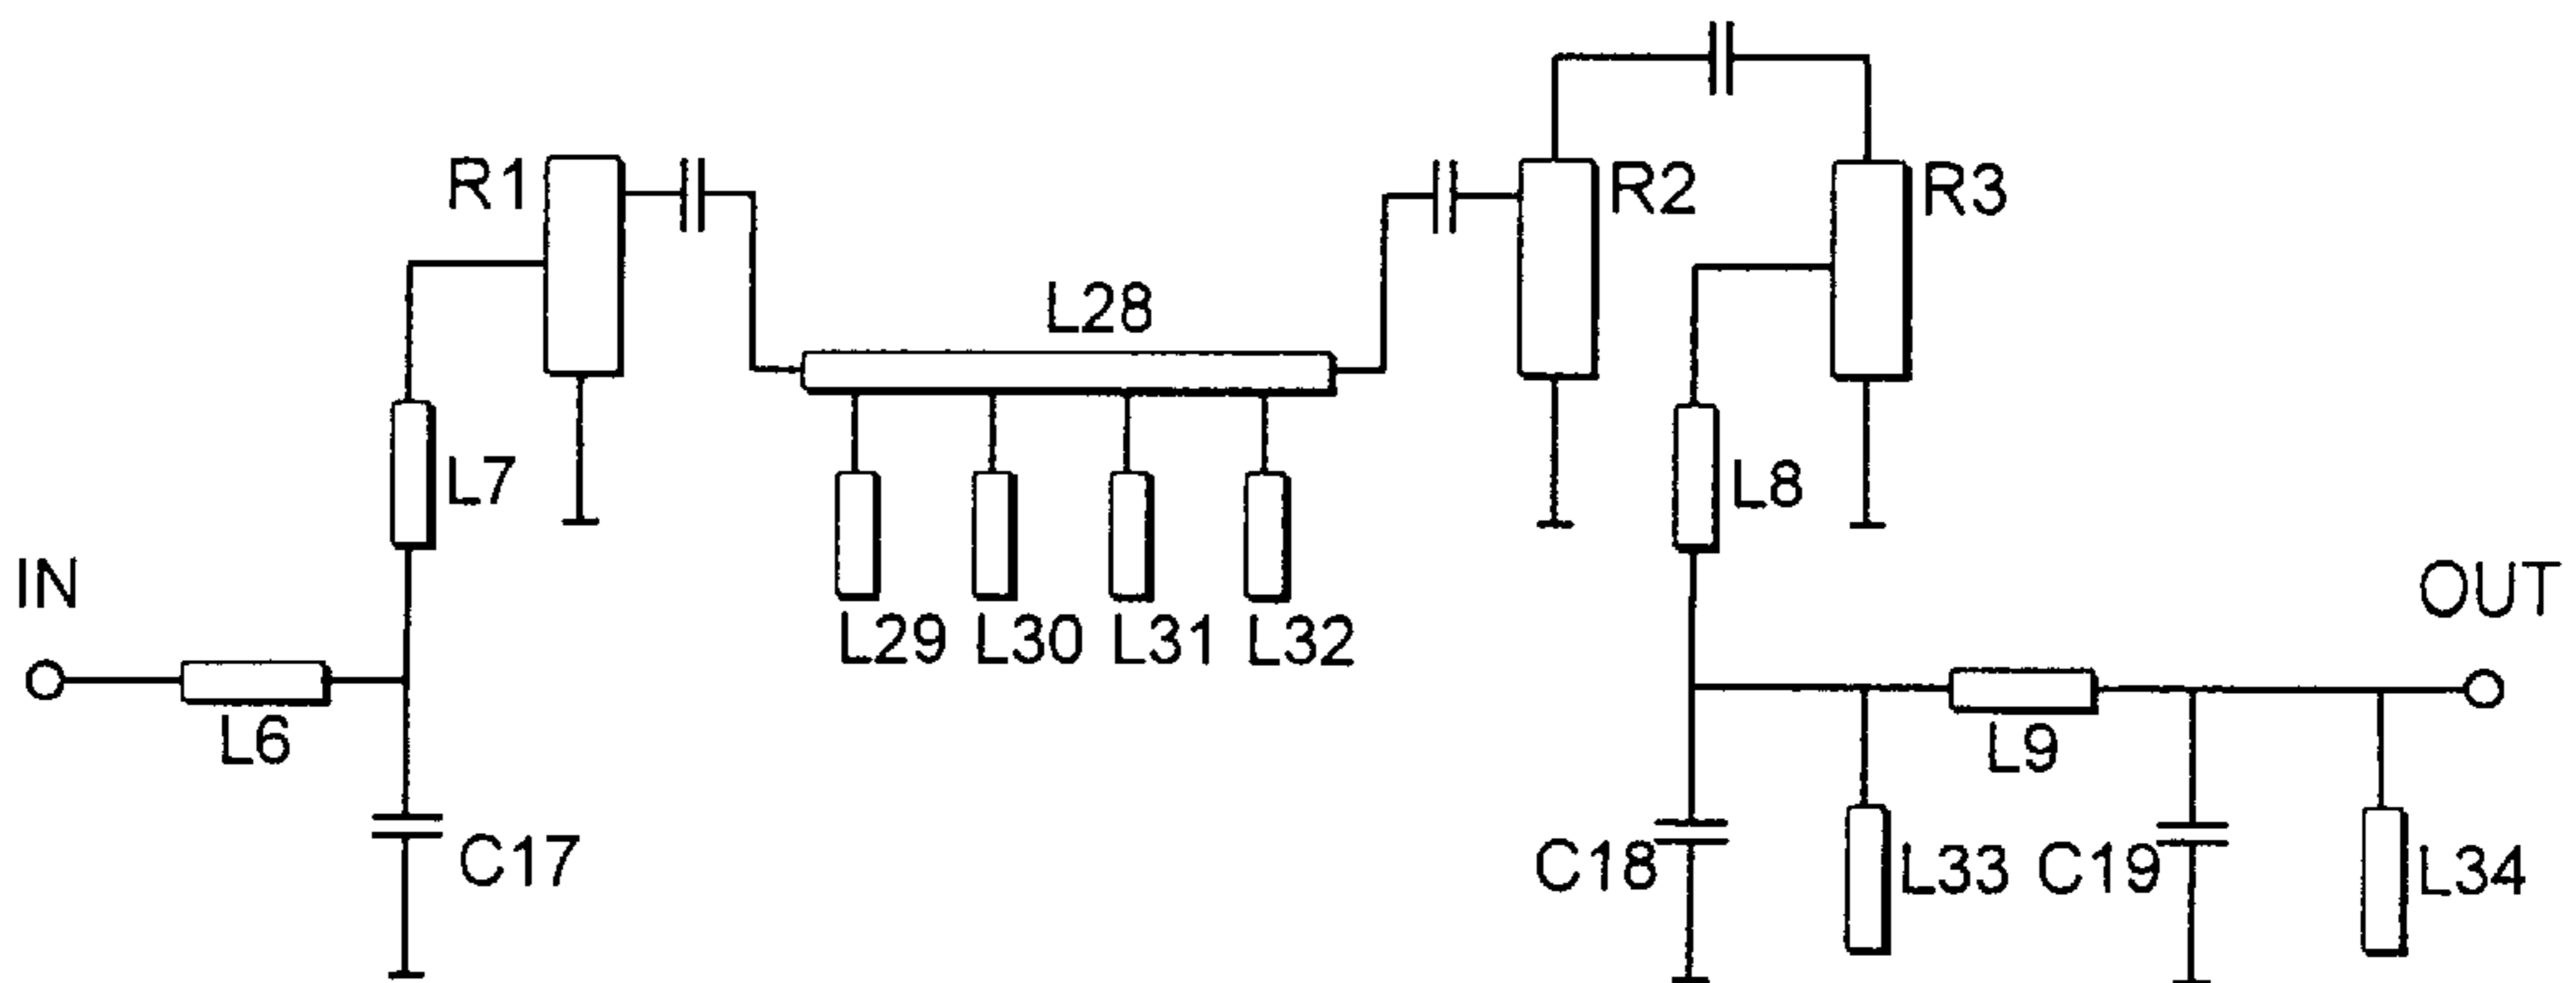 R1
R2
R3
L28
L7
L8
IN
OUT
L29 L30 L31 L32
L6
L9
C17
C18
L33
C19
L34